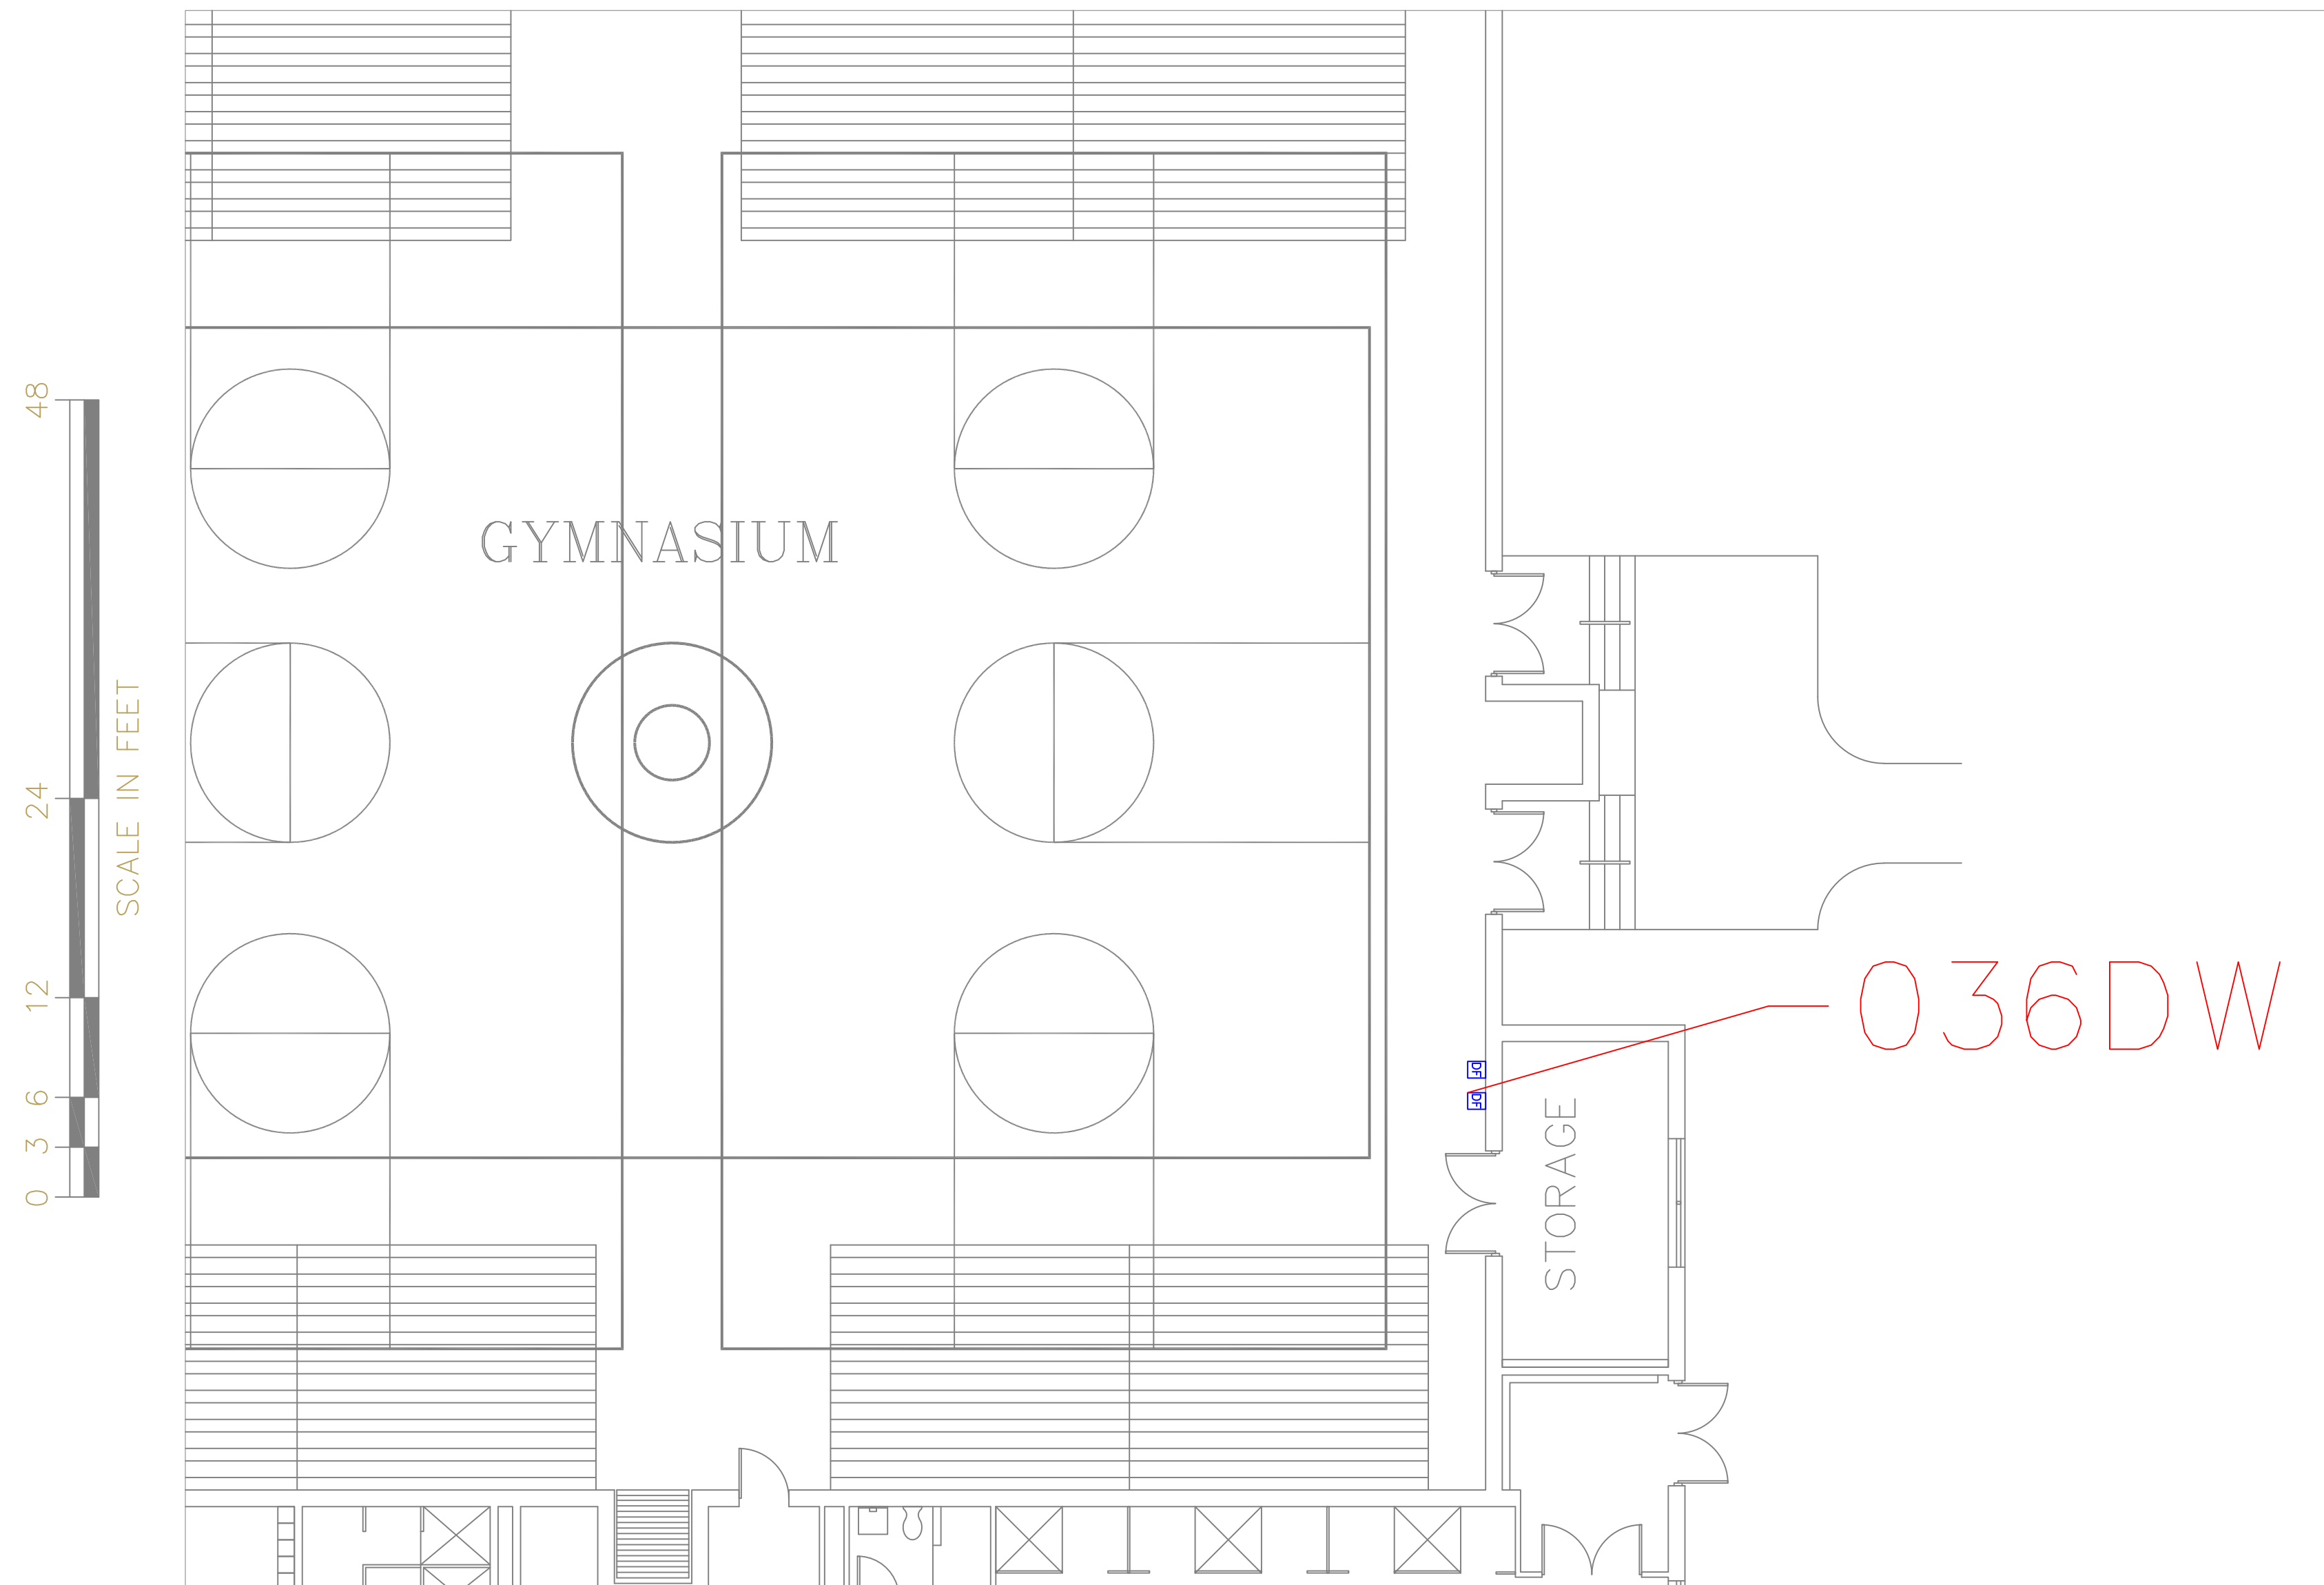 GYMNASIUM
48
24
12
6
3
0
SCALE IN FEET
036DW
DF
DF
STORAGE